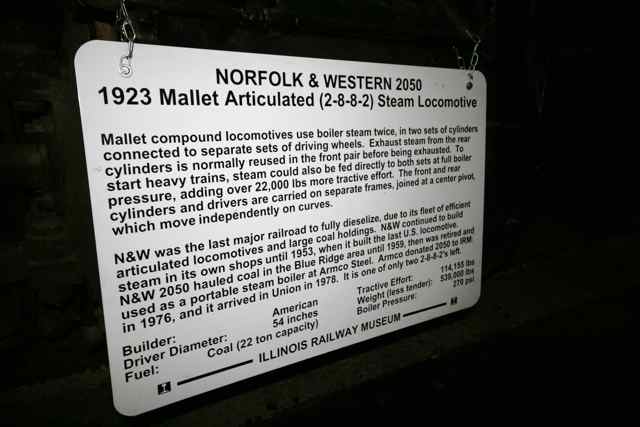 NORFOLK & WESTERN 2050
1923 Mallet Articulated (2-8-8-2) Steam Locomotive
Mallet compound locomotives use boiler steam twice, in two sets of cylinders
connected to separate sets of driving wheels. Exhaust steam from the rear
cylinders is normally reused in the front pair before being exhausted. To
start heavy trains, steam could also be fed directly to both sets at full boiler
pressure, adding over 22,000 lbs more tractive effort. The front and rear
cylinders and drivers are carried on separate frames, joined at a center pivot,
which move independently on curves.
N&W was the last major railroad to fully dieselize, due to its fleet of efficient
articulated locomotives and large coal holdings. N&W continued to build
steam in its own shops until 1953, when it built the last U.S. locomotive.
N&W 2050 hauled coal in the Blue Ridge area until 1959, then was retired and
used as a portable steam boiler at Armco Steel. Armco donated 2050 to IRM
in 1976, and it arrived in Union in 1978. It is one of only two 2-8-8-2's left.
Builder: American Tractive Effort: 114,155 lbs
Driver Diameter: 54 inches Weight (less tender): 539,000 lbs
Fuel: Coal (22 ton capacity) Boiler Pressure: 270 psi
ILLINOIS RAILWAY MUSEUM